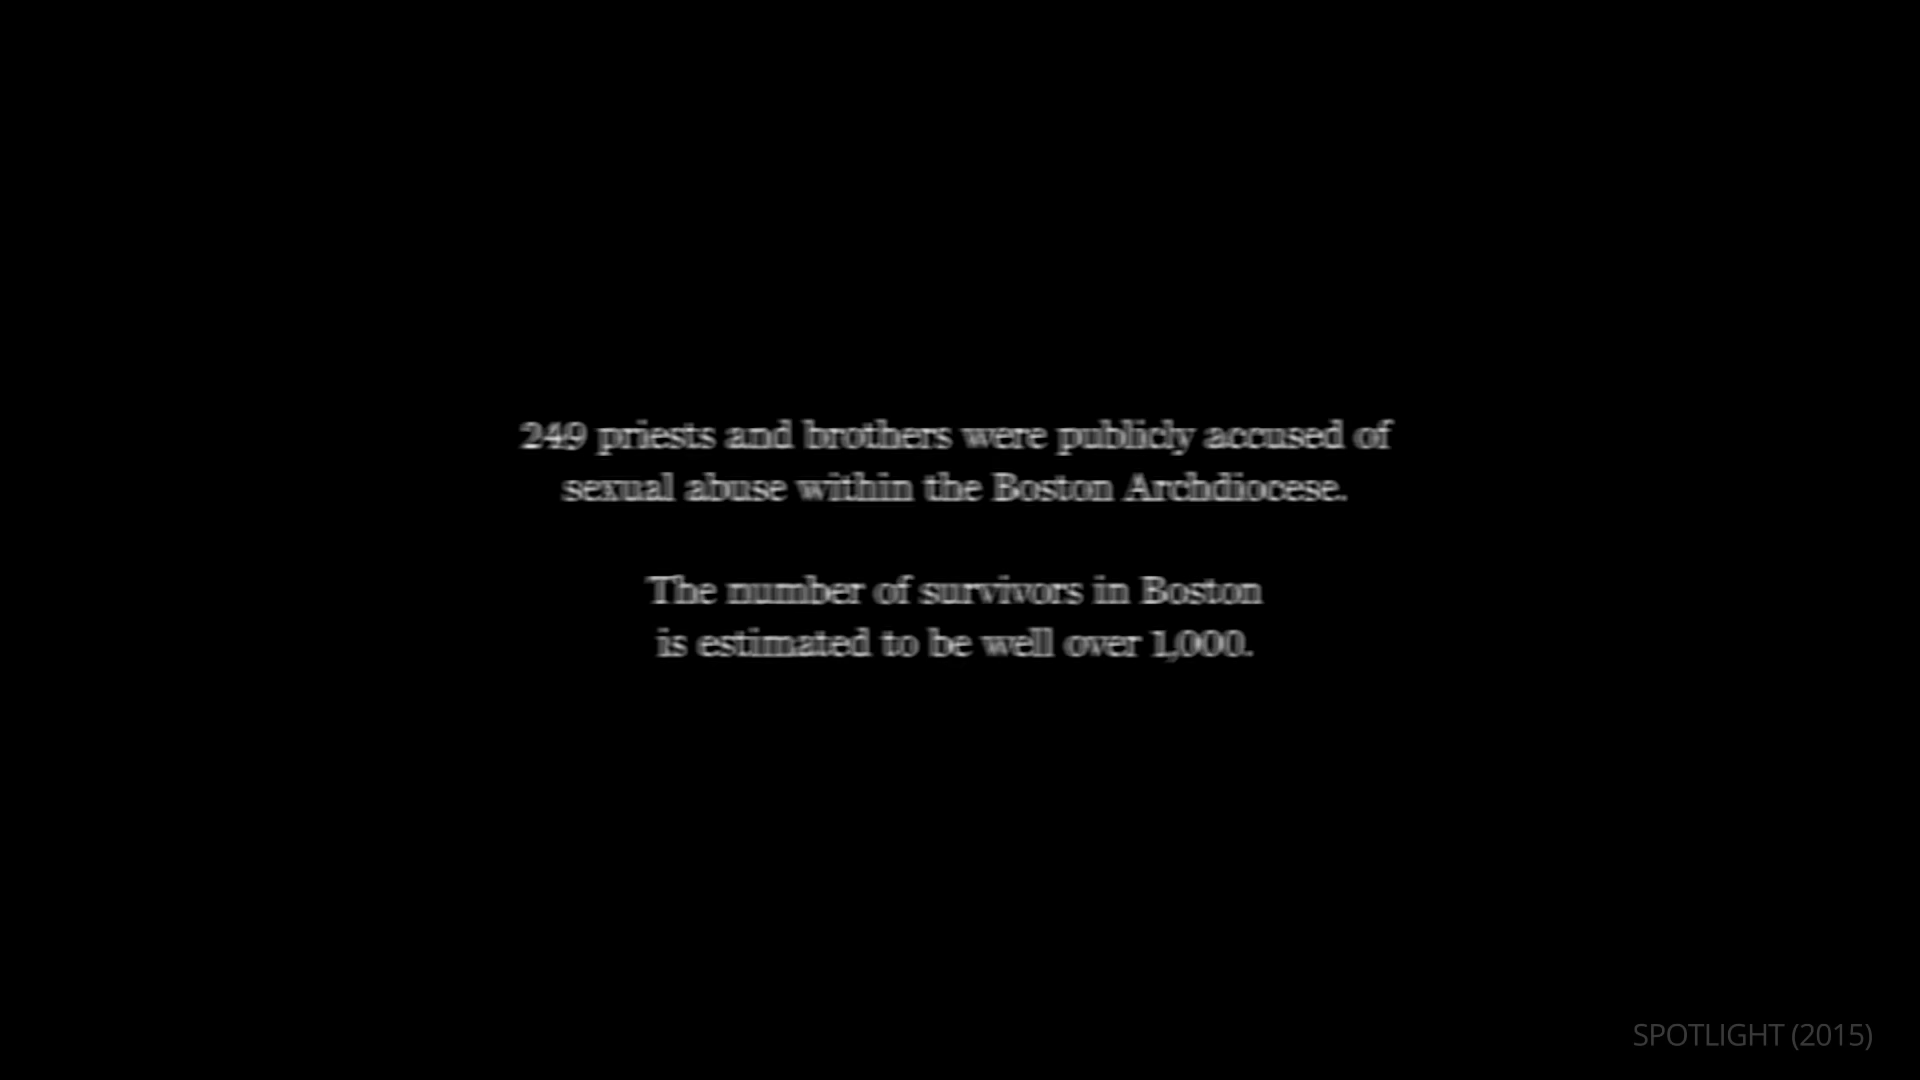 249 priests and brothers were publicly accused of
sexual abuse within the Boston Archdiocese.
The number of survivors in Boston
is estimated to be well over 1,000.
SPOTLIGHT (2015)